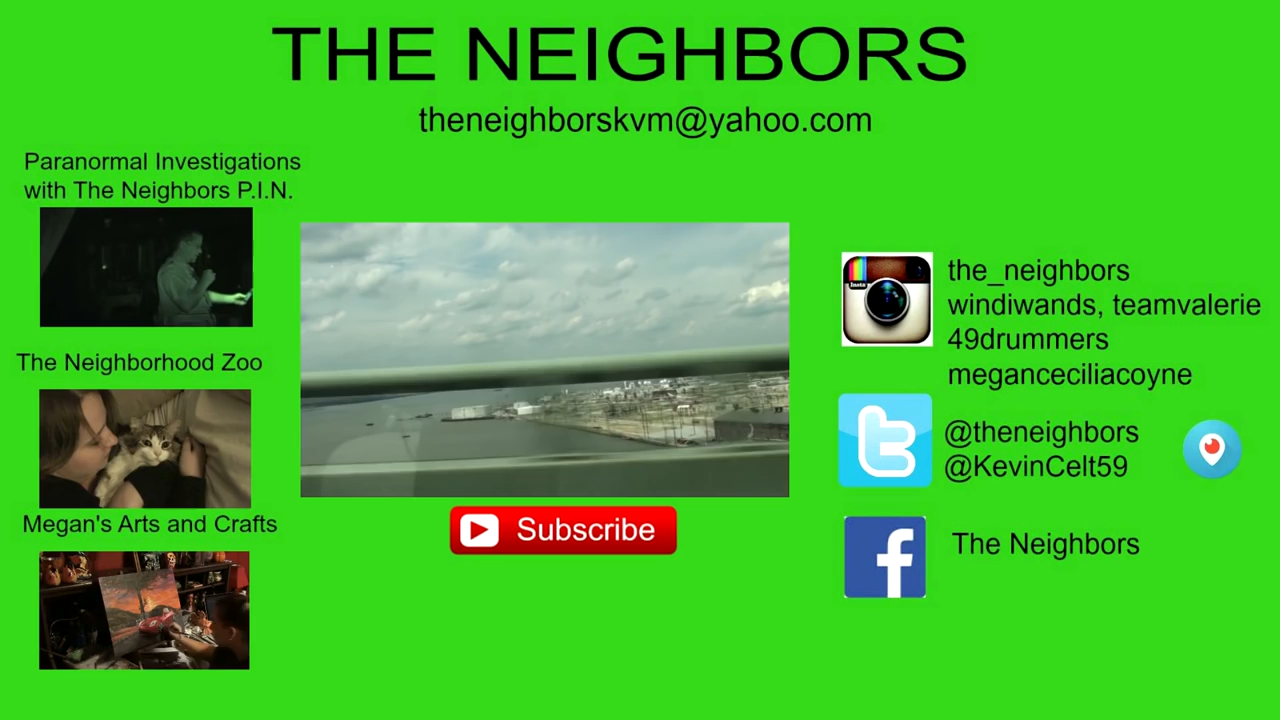 THE NEIGHBORS
theneighborskvm@yahoo.com
Paranormal Investigations
with The Neighbors P.I.N.
The Neighborhood Zoo
Megan's Arts and Crafts
Subscribe
Insta
the_neighbors
windiwands, teamvalerie
49drummers
meganceciliacoyne
@theneighbors
@KevinCelt59
The Neighbors